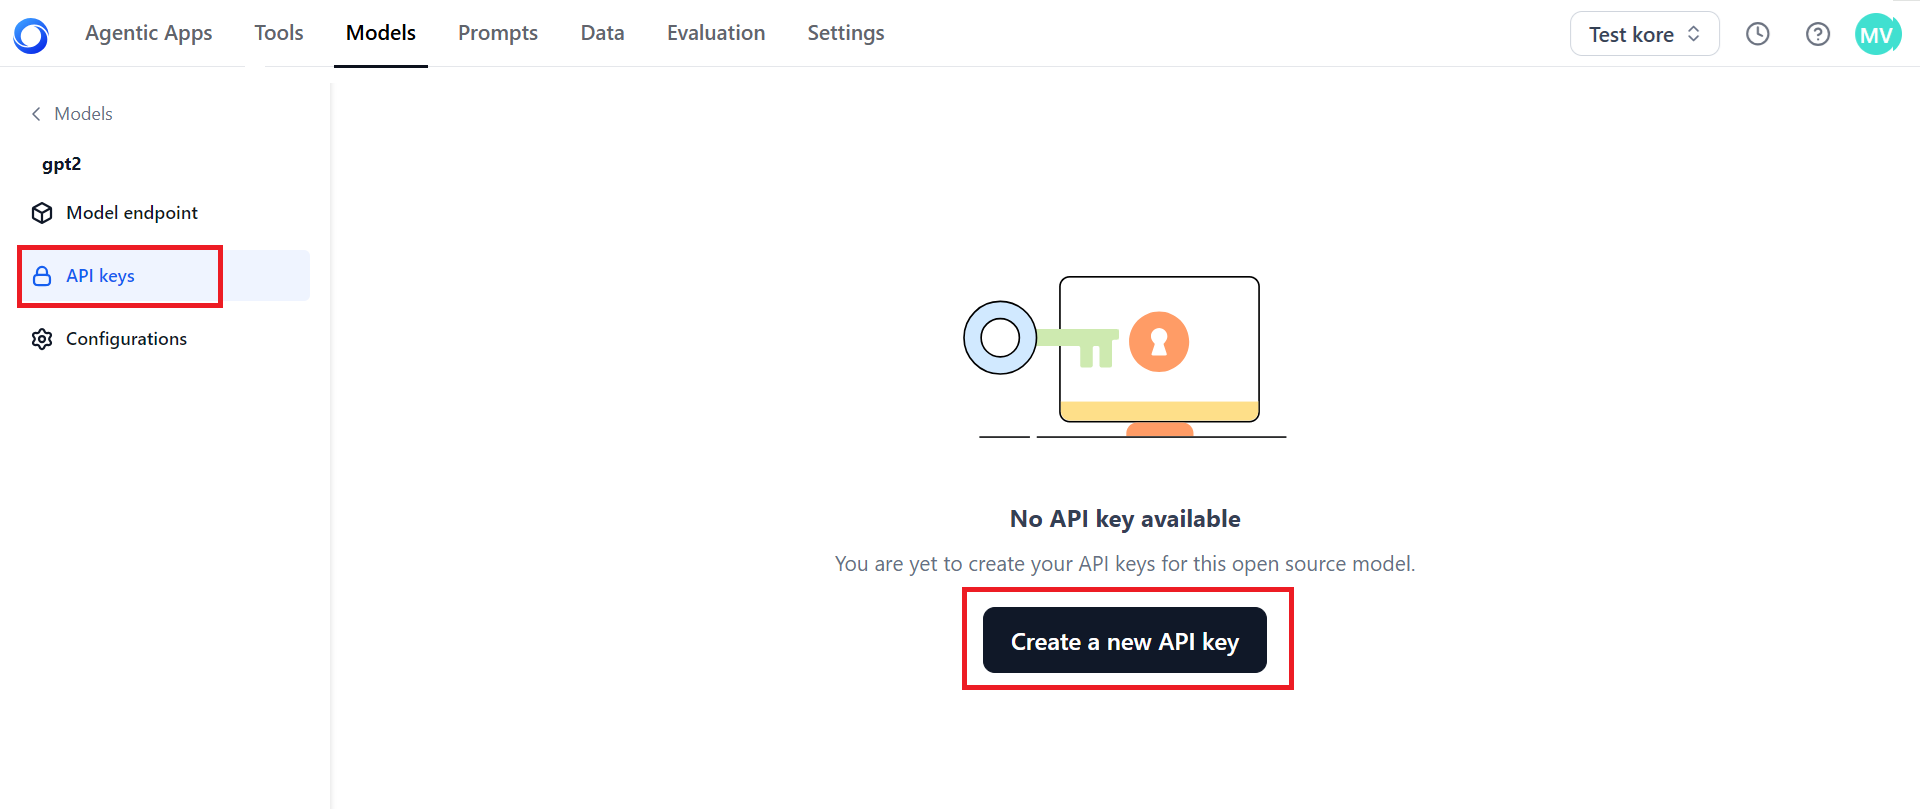 Agentic Apps Tools Models Prompts Data Evaluation Settings Test kore MV
Models
gpt2
Model endpoint
API keys
Configurations
No API key available
You are yet to create your API keys for this open source model.
Create a new API key